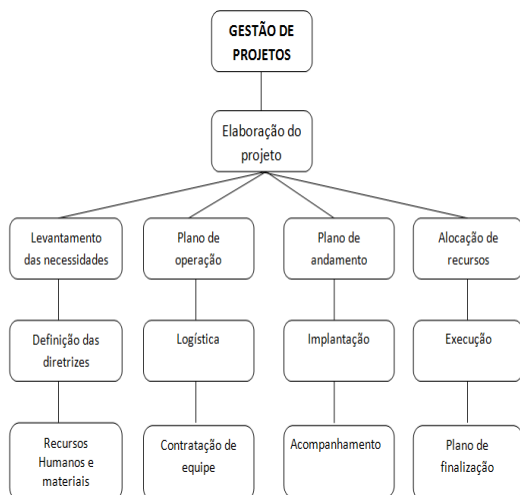 GESTÃO DE
PROJETOS
Elaboração do
projeto
Levantamento
das necessidades
Plano de
operação
Plano de
andamento
Alocação de
recursos
Definição das
diretrizes
Logística
Implantação
Execução
Recursos
Humanos e
materiais
Contratação de
equipe
Acompanhamento
Plano de
finalização